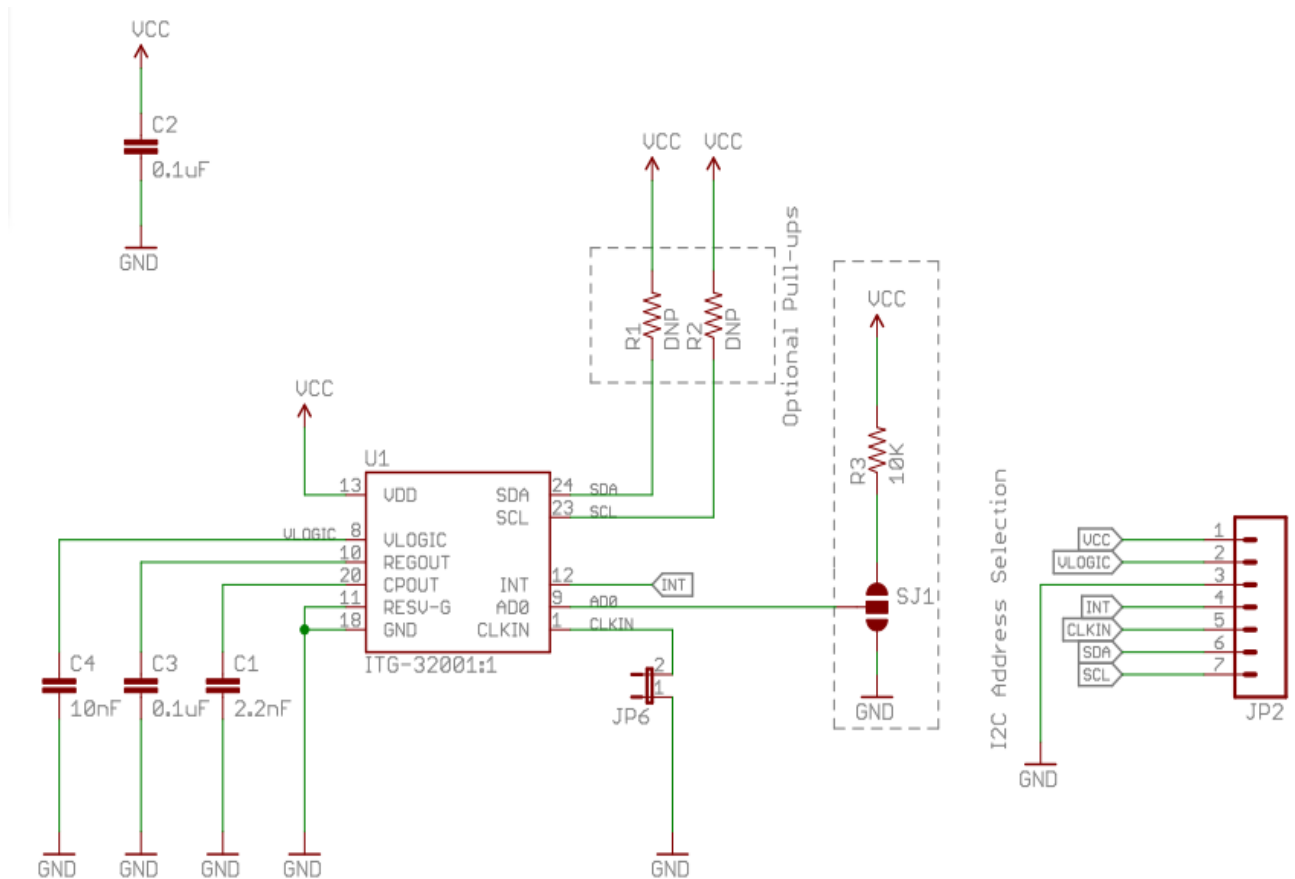 VCC
C2
0.1uF
GND
VCC
VCC
R1
DNP
R2
DNP
Optional Pull-ups
VCC
R3
10K
SJ1
GND
I2C Address Selection
VCC
U1
13
VDD
SDA
24
SDA
SCL
23
SCL
VLOGIC
8
VLOGIC
10
REGOUT
20
CPOUT
INT
12
INT
11
RESV-G
AD0
9
AD0
18
GND
CLKIN
1
CLKIN
ITG-32001:1
C4
10nF
C3
0.1uF
C1
2.2nF
2
1
JP6
GND
GND
GND
GND
GND
VCC
1
VLOGIC
2
3
INT
4
CLKIN
5
SDA
6
SCL
7
JP2
GND